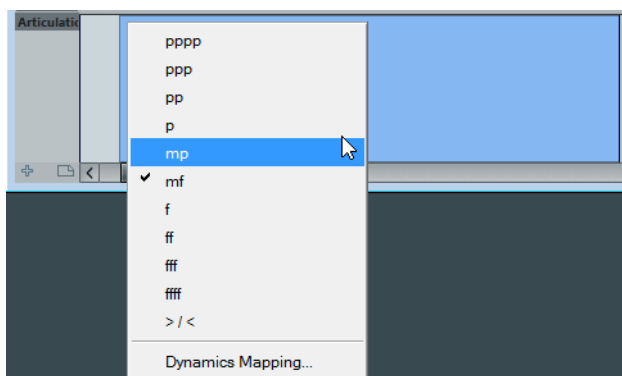 Articulatio
pppp
ppp
pp
p
mp
mf
f
ff
fff
ffff
> / <
Dynamics Mapping...